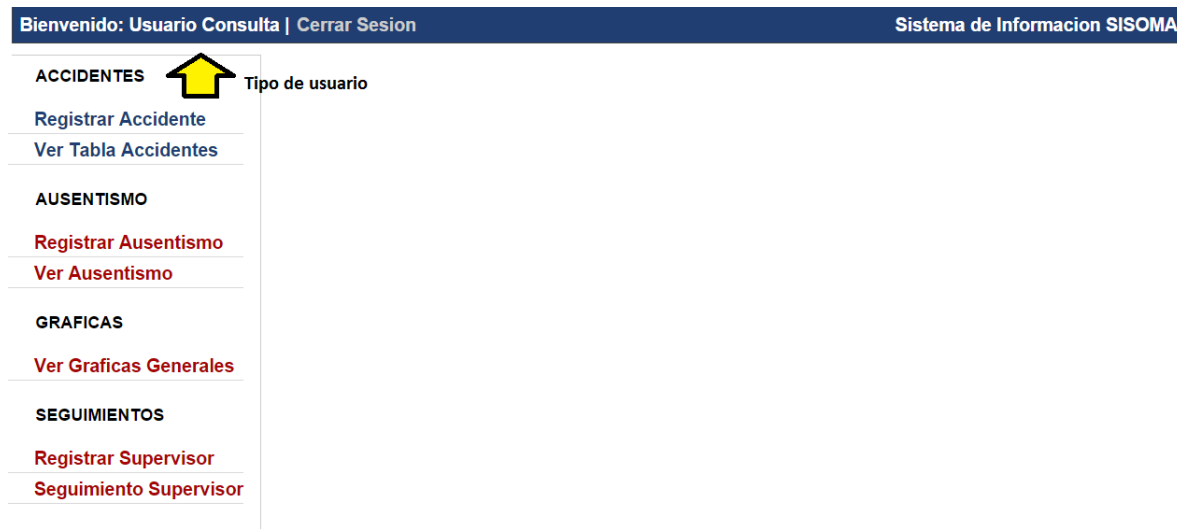 Bienvenido: Usuario Consulta | Cerrar Sesion
Sistema de Informacion SISOMA
ACCIDENTES
Tipo de usuario
Registrar Accidente
Ver Tabla Accidentes
AUSENTISMO
Registrar Ausentismo
Ver Ausentismo
GRAFICAS
Ver Graficas Generales
SEGUIMIENTOS
Registrar Supervisor
Seguimiento Supervisor